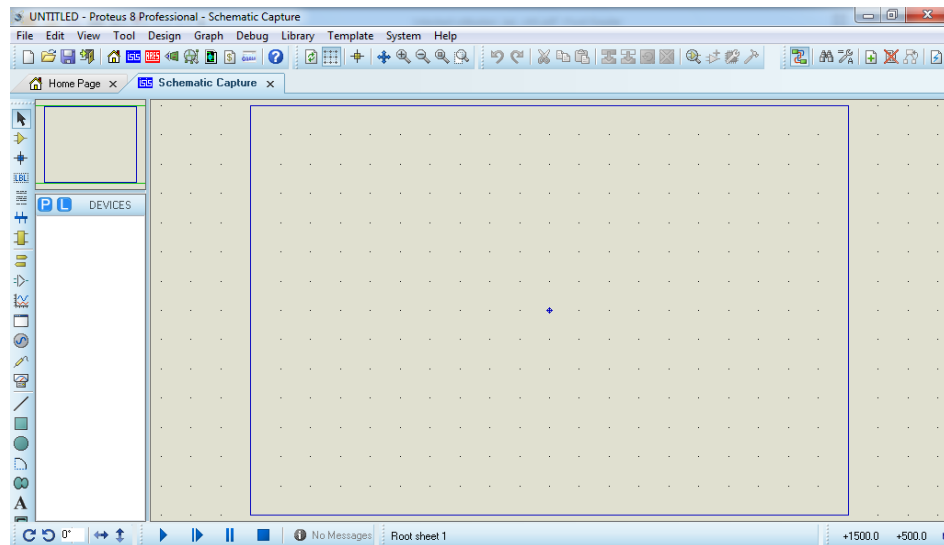 UNTITLED - Proteus 8 Professional - Schematic Capture
File Edit View Tool Design Graph Debug Library Template System Help
Home Page Schematic Capture
LBL
P L DEVICES
A
0° No Messages Root sheet 1 +1500.0 +500.0